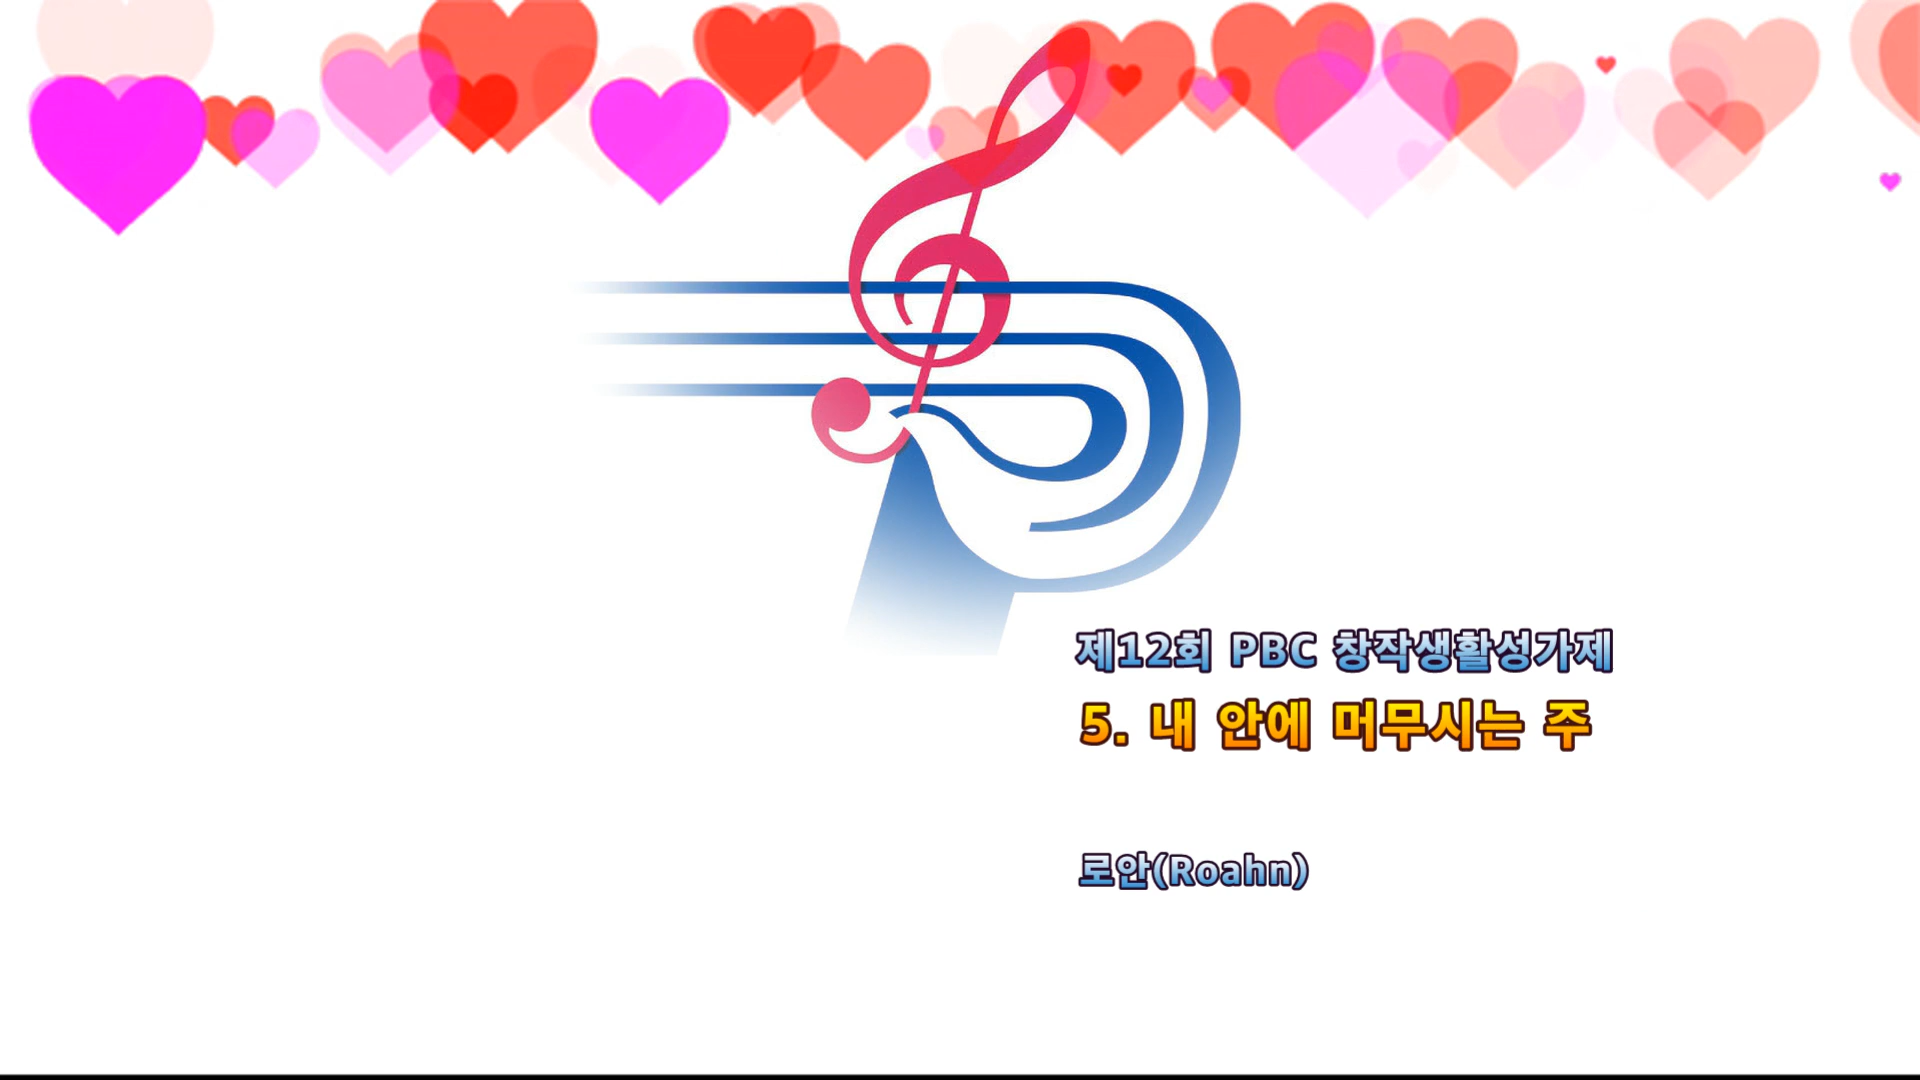 제12회 PBC 창작생활성가제
5. 내 안에 머무시는 주
로안(Roahn)